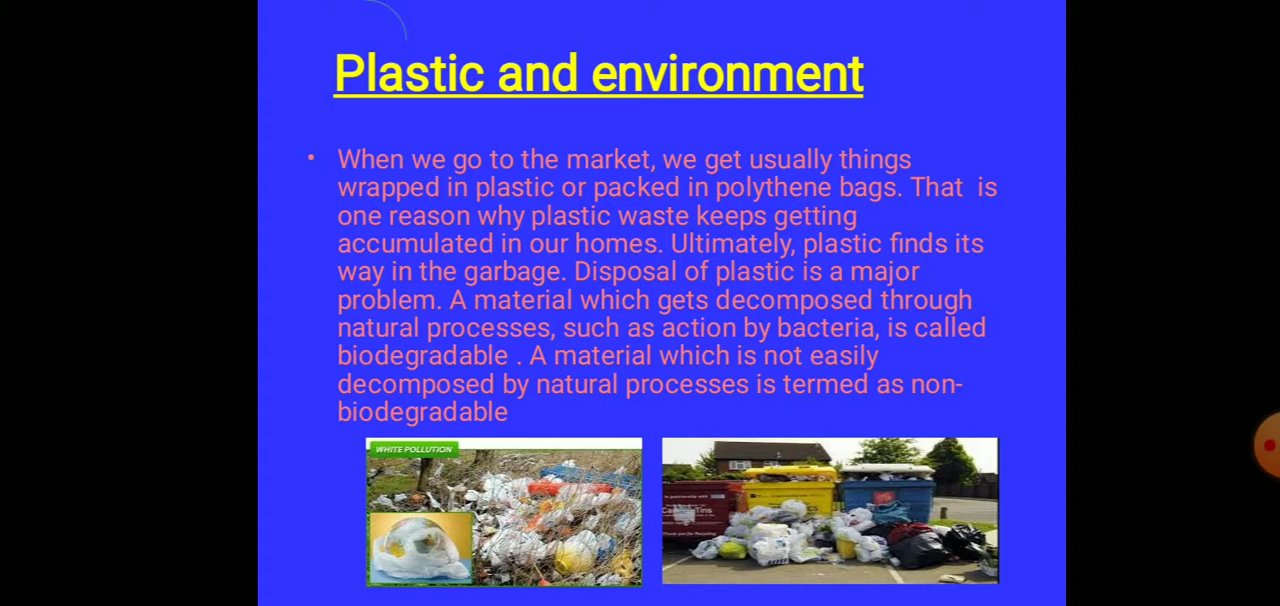 Plastic and environment
• When we go to the market, we get usually things
wrapped in plastic or packed in polythene bags. That is
one reason why plastic waste keeps getting
accumulated in our homes. Ultimately, plastic finds its
way in the garbage. Disposal of plastic is a major
problem. A material which gets decomposed through
natural processes, such as action by bacteria, is called
biodegradable . A material which is not easily
decomposed by natural processes is termed as non-
biodegradable
WHITE POLLUTION